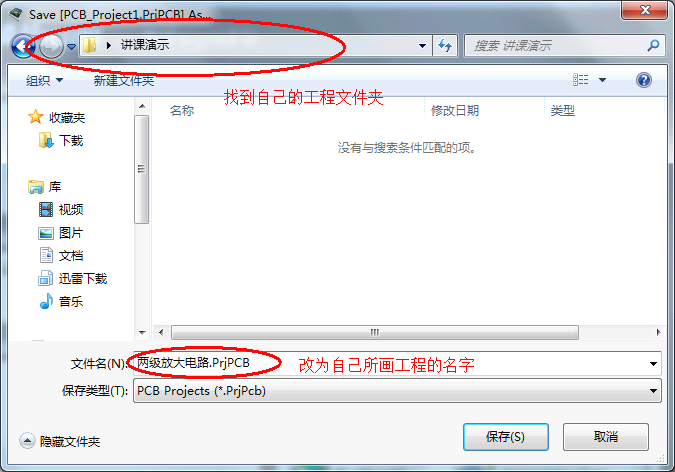 Save [PCB_Project1.PrjPCB] As...
讲课演示
搜索 讲课演示
组织
新建文件夹
找到自己的工程文件夹
收藏夹
下载
库
视频
图片
文档
迅雷下载
音乐
名称
修改日期
类型
没有与搜索条件匹配的项。
文件名(N):
两级放大电路.PrjPCB
改为自己所画工程的名字
保存类型(T):
PCB Projects (*.PrjPcb)
隐藏文件夹
保存(S)
取消